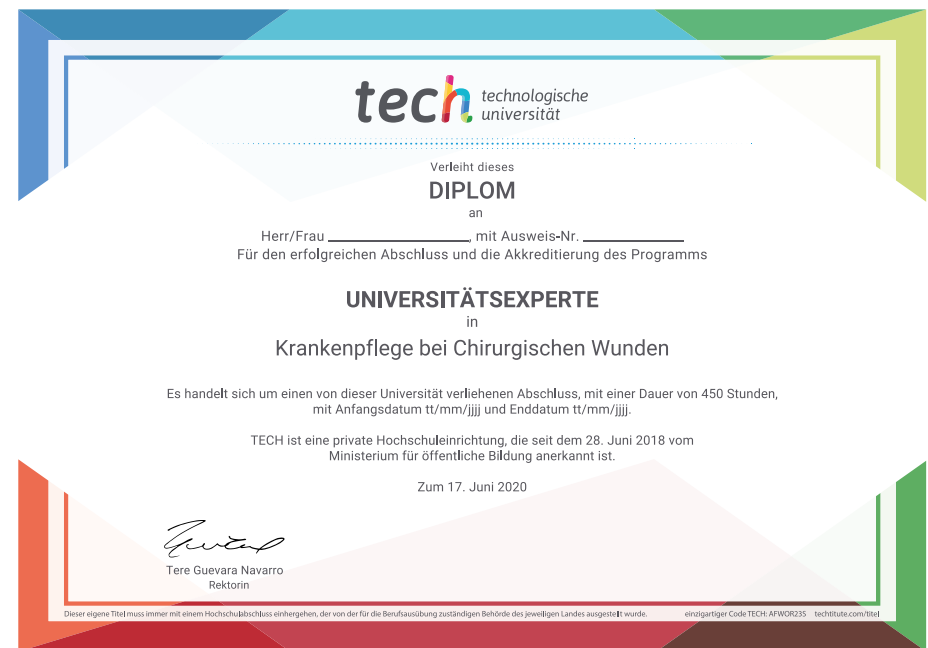 tech technologische
universität
Verleiht dieses
DIPLOM
an
Herr/Frau ____________________, mit Ausweis-Nr. ______________
Für den erfolgreichen Abschluss und die Akkreditierung des Programms
UNIVERSITÄTSEXPERTE
in
Krankenpflege bei Chirurgischen Wunden
Es handelt sich um einen von dieser Universität verliehenen Abschluss, mit einer Dauer von 450 Stunden,
mit Anfangsdatum tt/mm/jjjj und Enddatum tt/mm/jjjj.
TECH ist eine private Hochschuleinrichtung, die seit dem 28. Juni 2018 vom
Ministerium für öffentliche Bildung anerkannt ist.
Zum 17. Juni 2020
Tere Guevara Navarro
Rektorin
Dieser eigene Titel muss immer mit einem Hochschulabschluss einhergehen, der von der für die Berufsausübung zuständigen Behörde des jeweiligen Landes ausgestellt wurde. einzigartiger Code TECH: AFWOR23S techtitute.com/titel